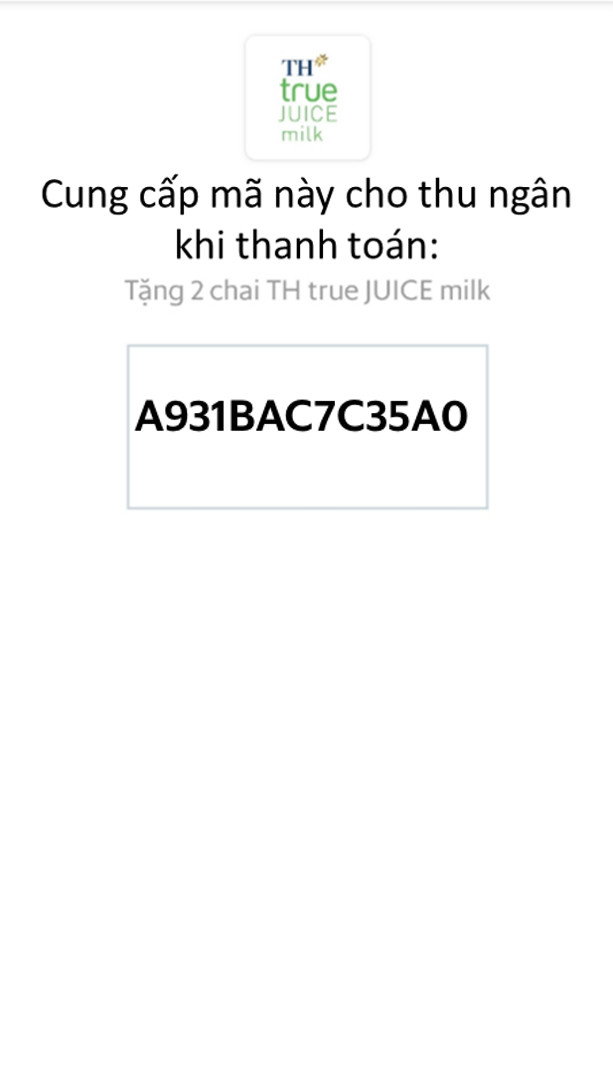 TH
true
JUICE
milk
Cung cấp mã này cho thu ngân
khi thanh toán:
Tặng 2 chai TH true JUICE milk
A931BAC7C35A0